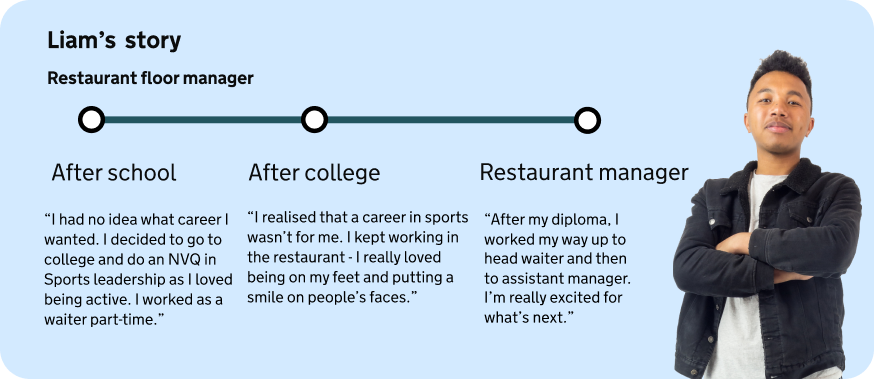 Liam’s story
Restaurant floor manager
After school
“I had no idea what career I
wanted. I decided to go to
college and do an NVQ in
Sports leadership as I loved
being active. I worked as a
waiter part-time.”
After college
“I realised that a career in sports
wasn’t for me. I kept working in
the restaurant - I really loved
being on my feet and putting a
smile on people’s faces.”
Restaurant manager
“After my diploma, I
worked my way up to
head waiter and then
to assistant manager.
I’m really excited for
what’s next.”